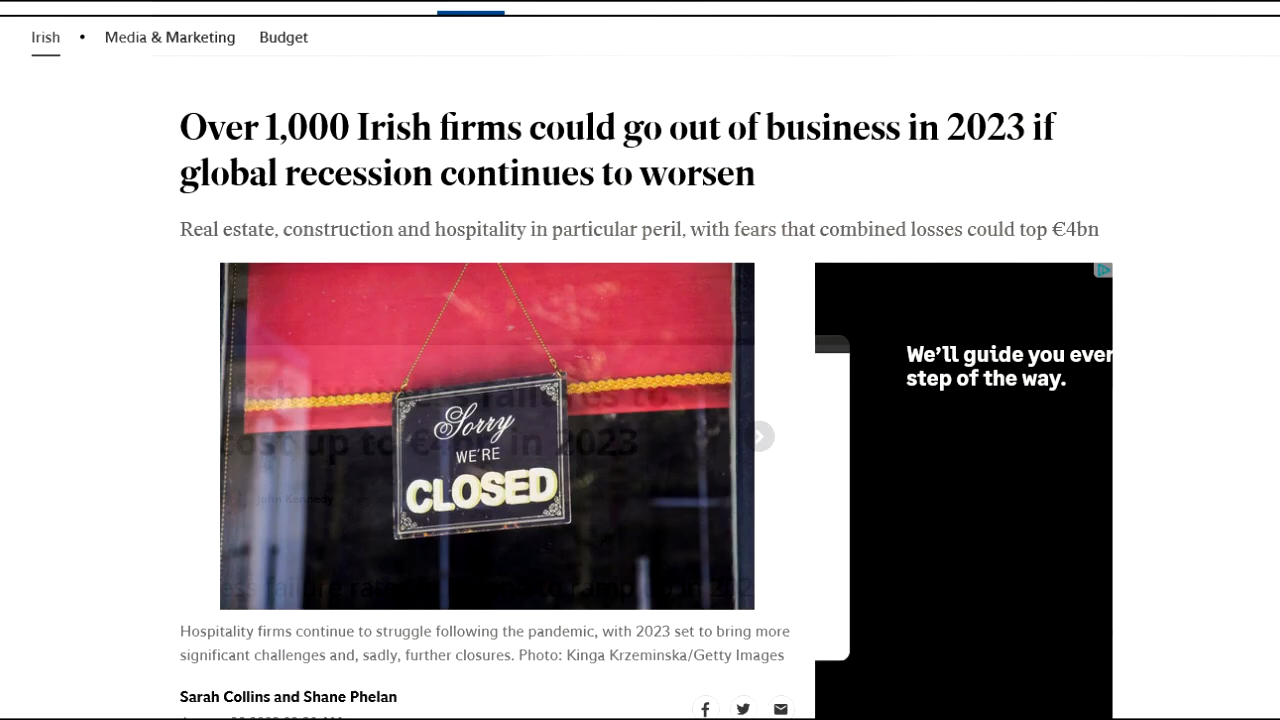 Irish • Media & Marketing Budget
Over 1,000 Irish firms could go out of business in 2023 if
global recession continues to worsen
Real estate, construction and hospitality in particular peril, with fears that combined losses could top €4bn
Sorry
WE'RE
CLOSED
in 2023
John Kennedy
We'll guide you ever
step of the way.
Hospitality firms continue to struggle following the pandemic, with 2023 set to bring more
significant challenges and, sadly, further closures. Photo: Kinga Krzeminska/Getty Images
Sarah Collins and Shane Phelan